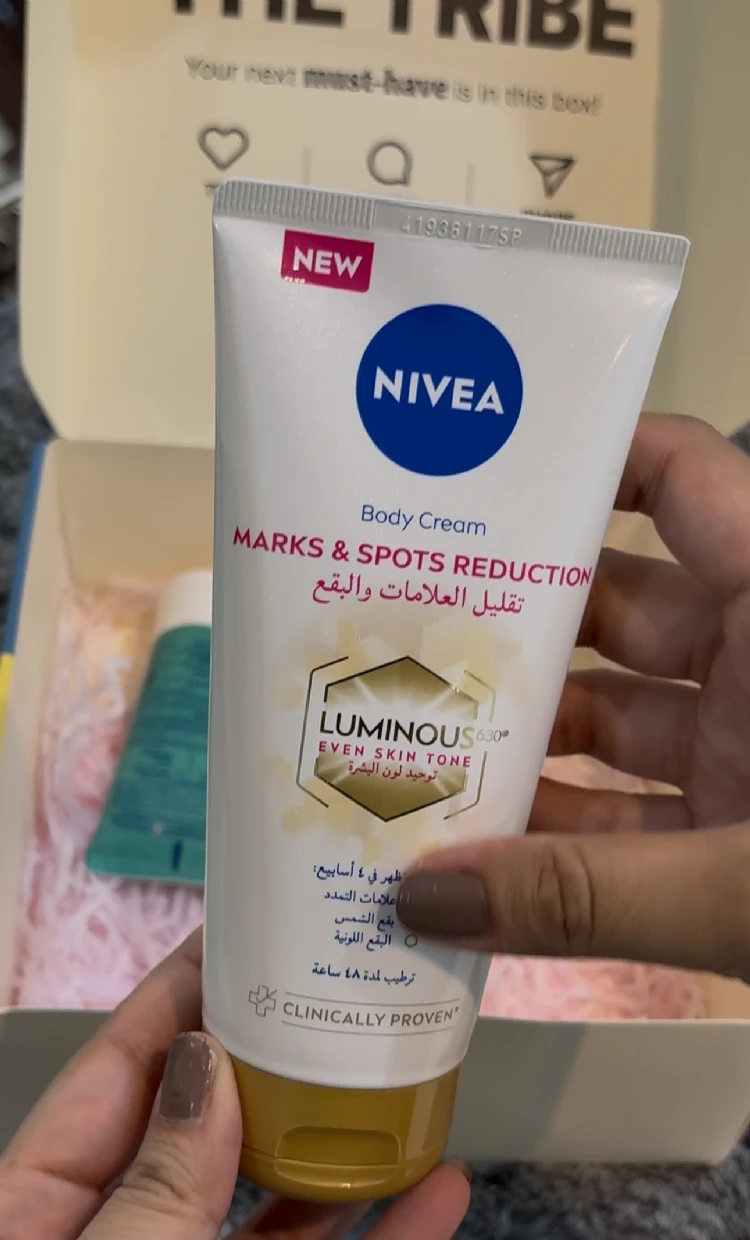 THE TRIBE
Your next must-have is in this box!
41936117SP
NEW
NIVEA
Body Cream
MARKS & SPOTS REDUCTION
تقليل العلامات والبقع
LUMINOUS630®
EVEN SKIN TONE
توحيد لون البشرة
في ٤ أسابيع:
علامات التمدد
بقع الشمس
البقع اللونية
ترطيب لمدة ٤٨ ساعة
CLINICALLY PROVEN*